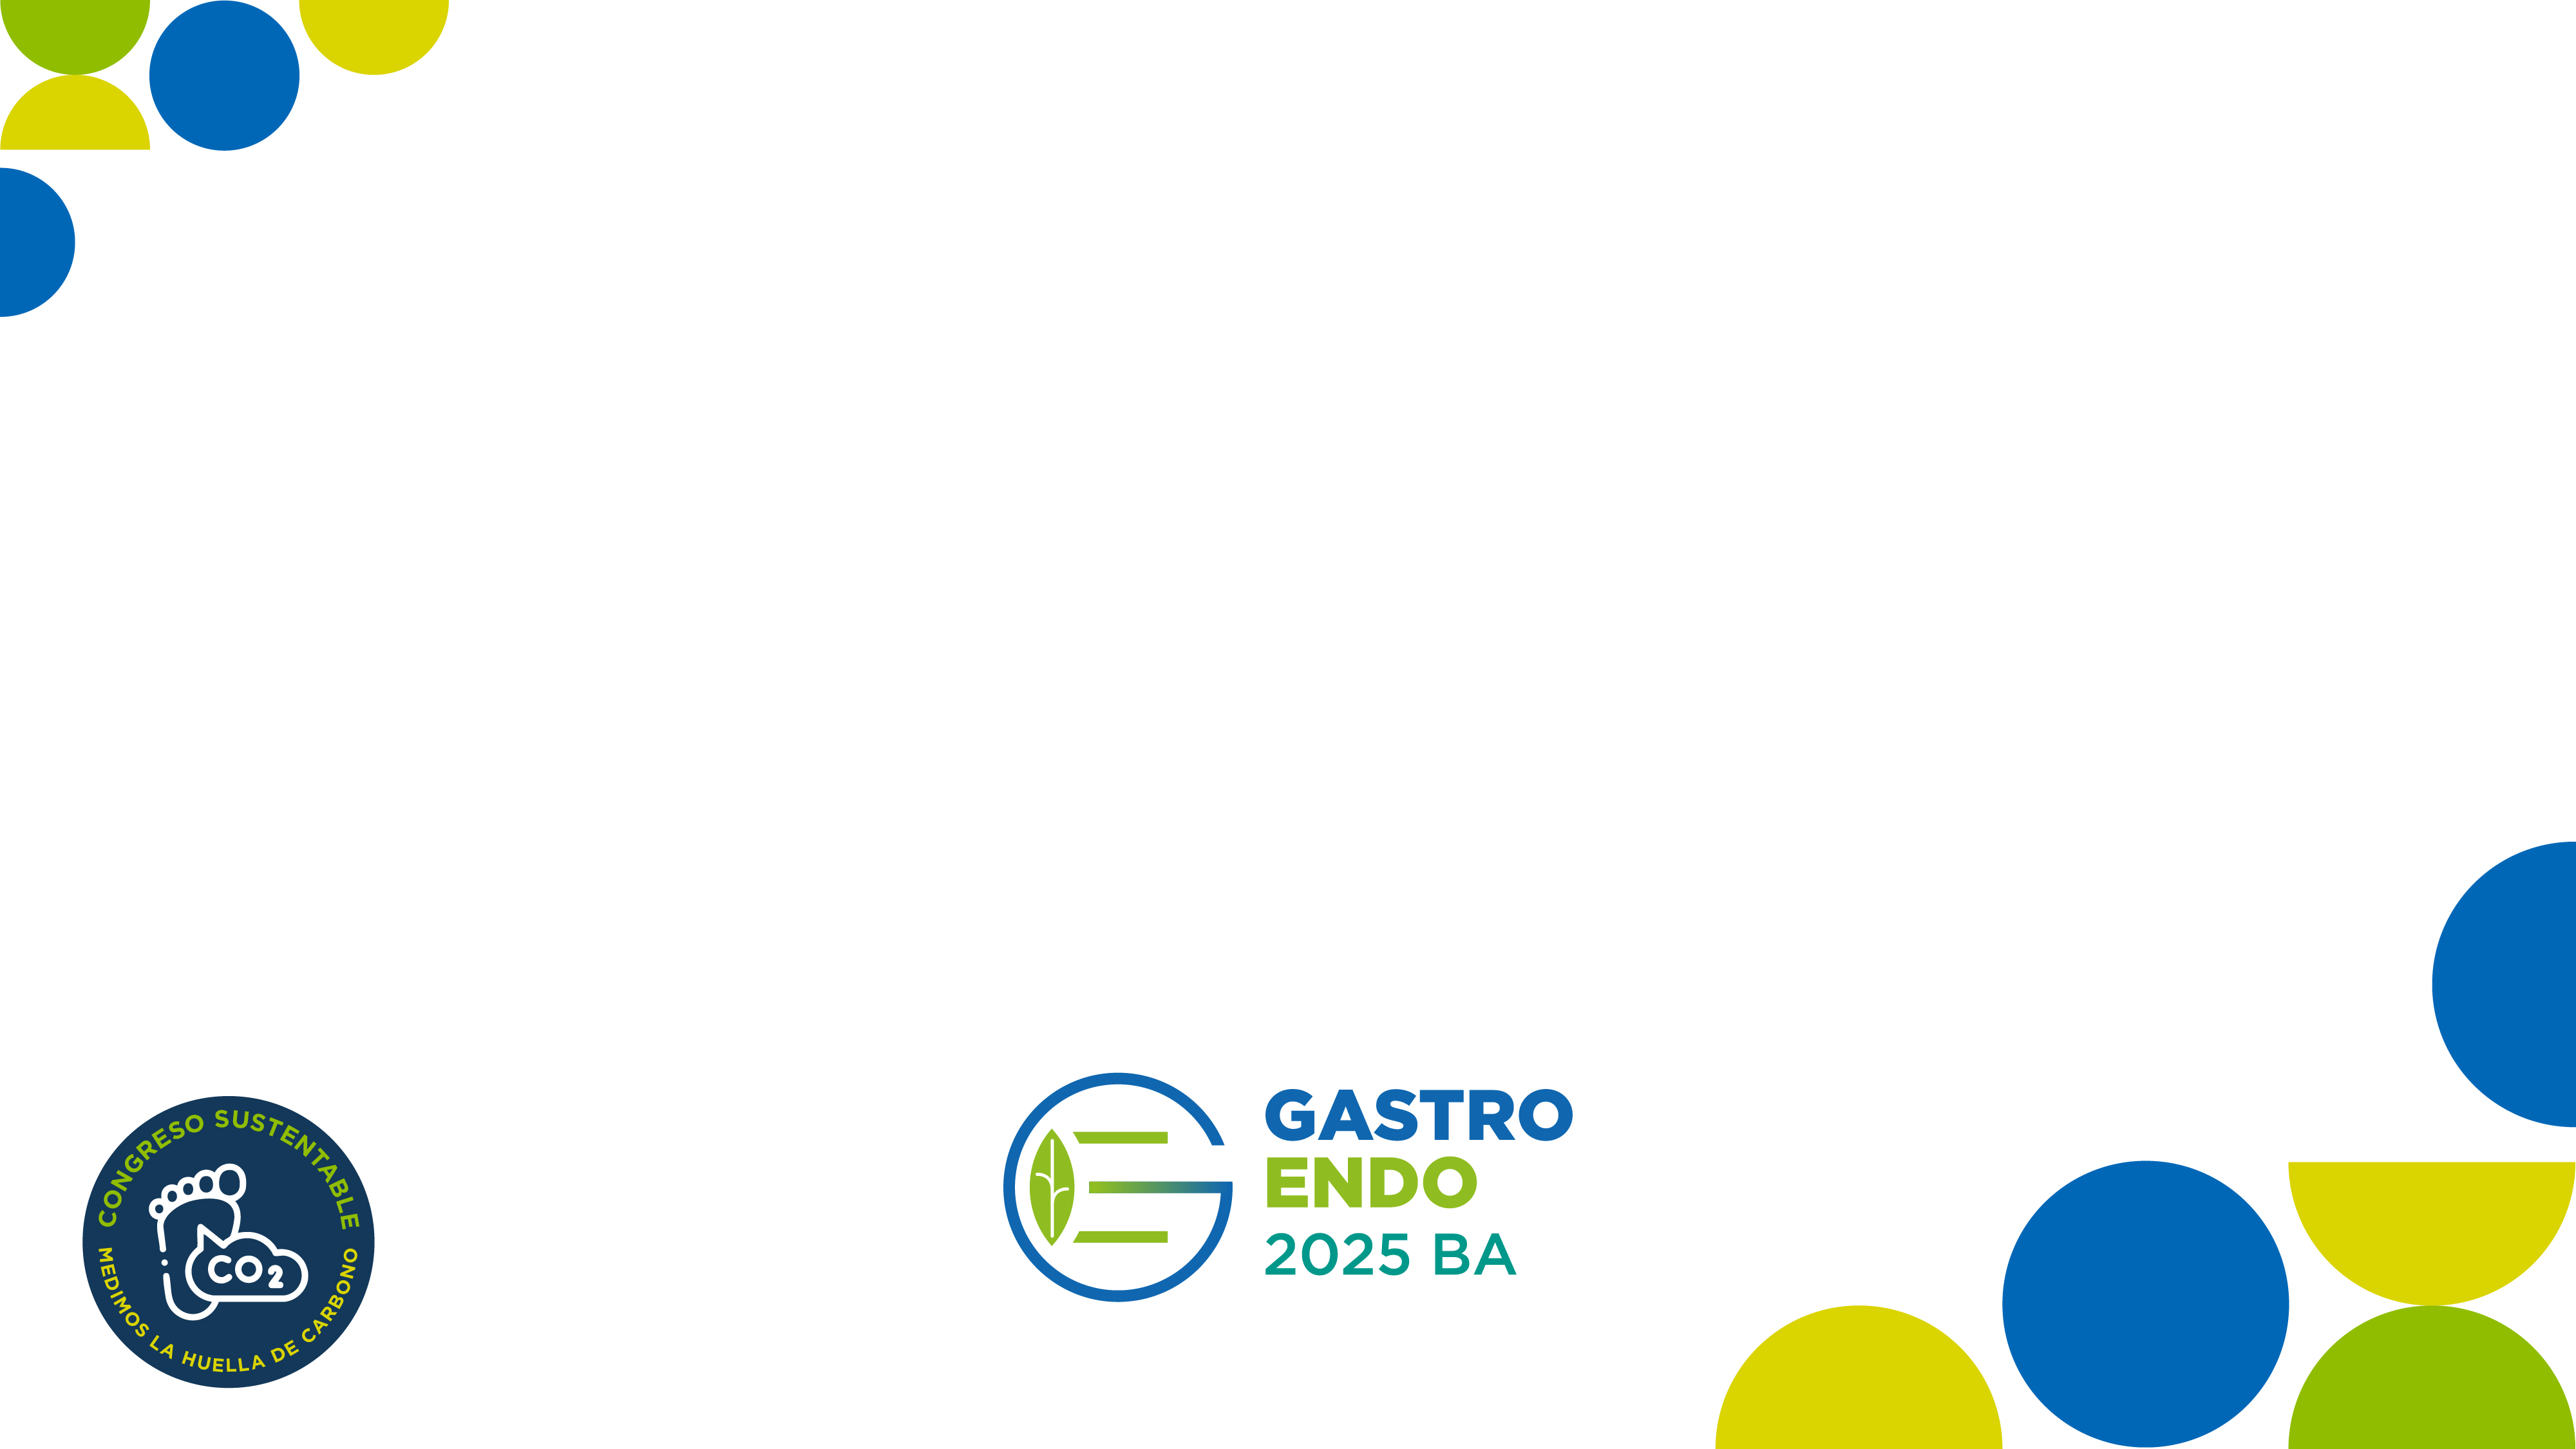 CONGRESO SUSTENTABLE
MEDIMOS LA HUELLA DE CARBONO
CO2
GASTRO
ENDO
2025 BA